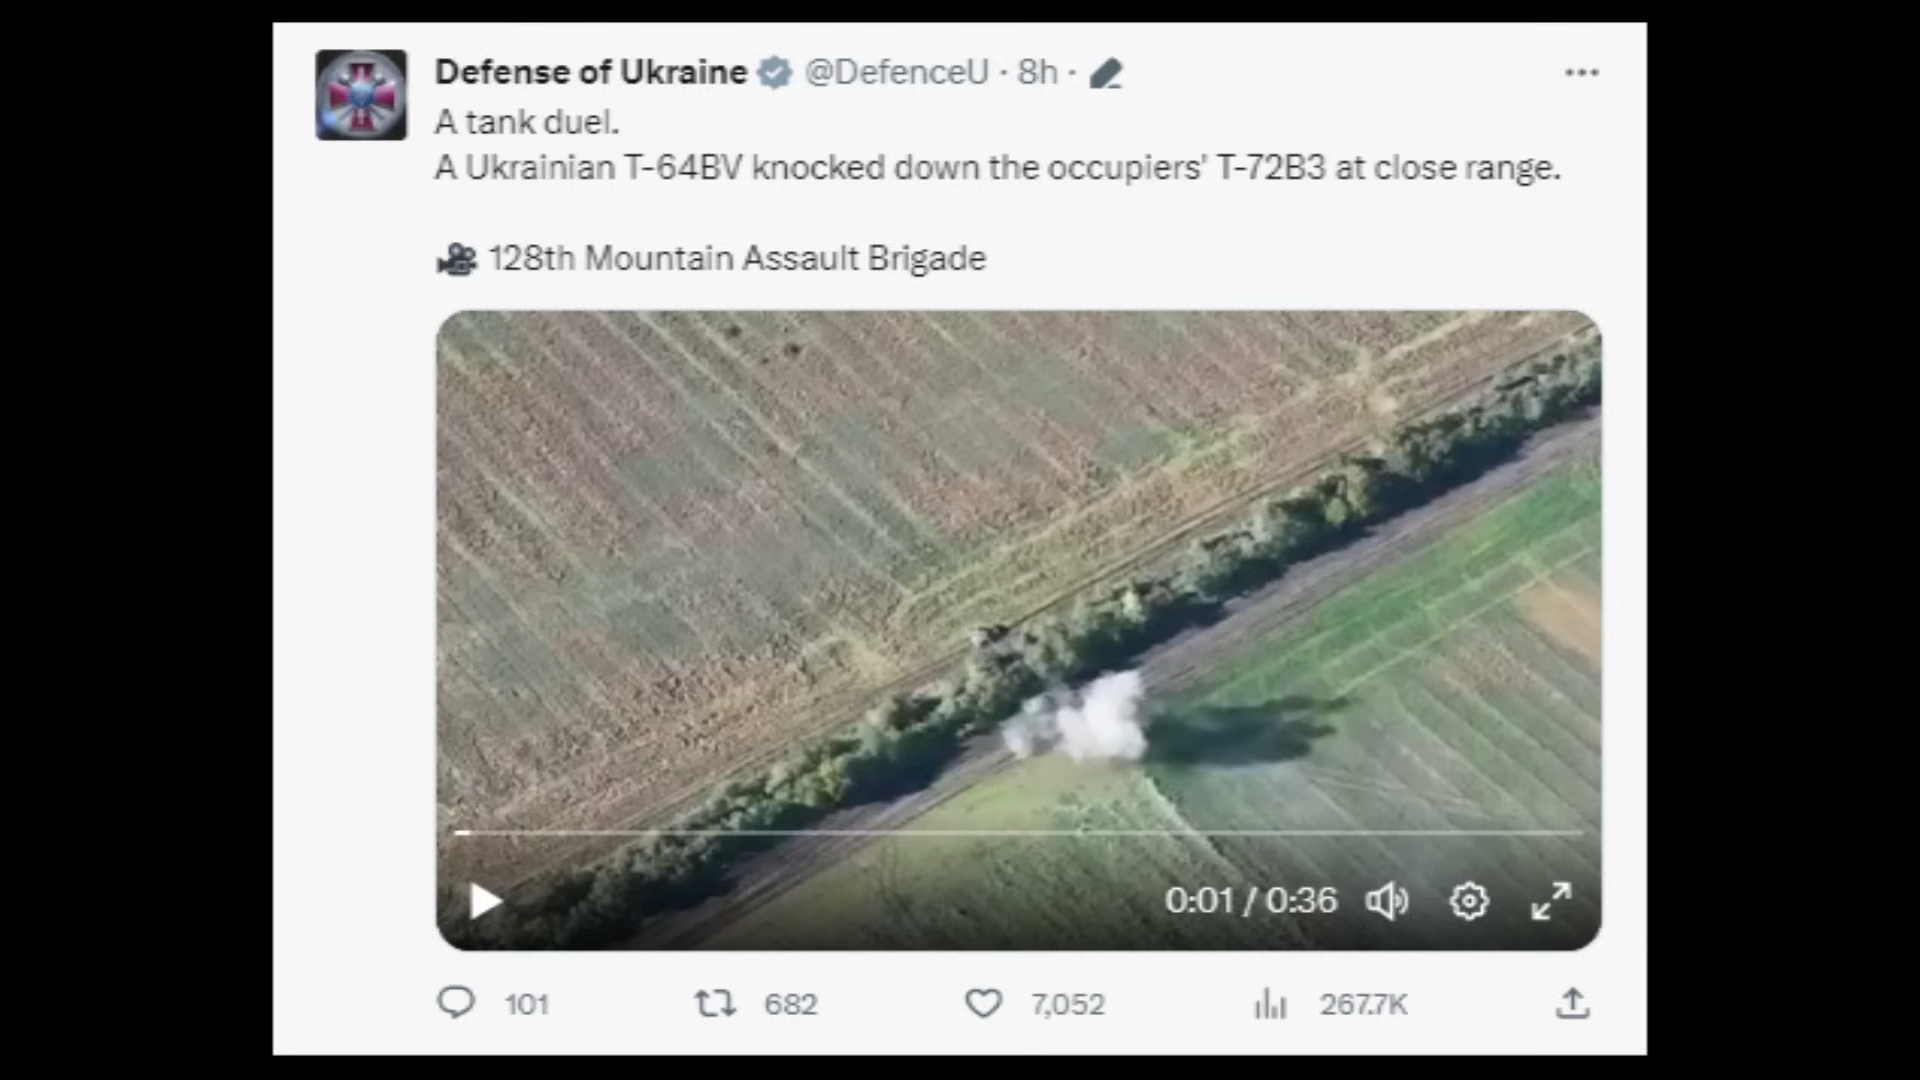 Defense of Ukraine @DefenceU · 8h ·
A tank duel.
A Ukrainian T-64BV knocked down the occupiers' T-72B3 at close range.
128th Mountain Assault Brigade
0:01 / 0:36
101 682 7,052 267.7K